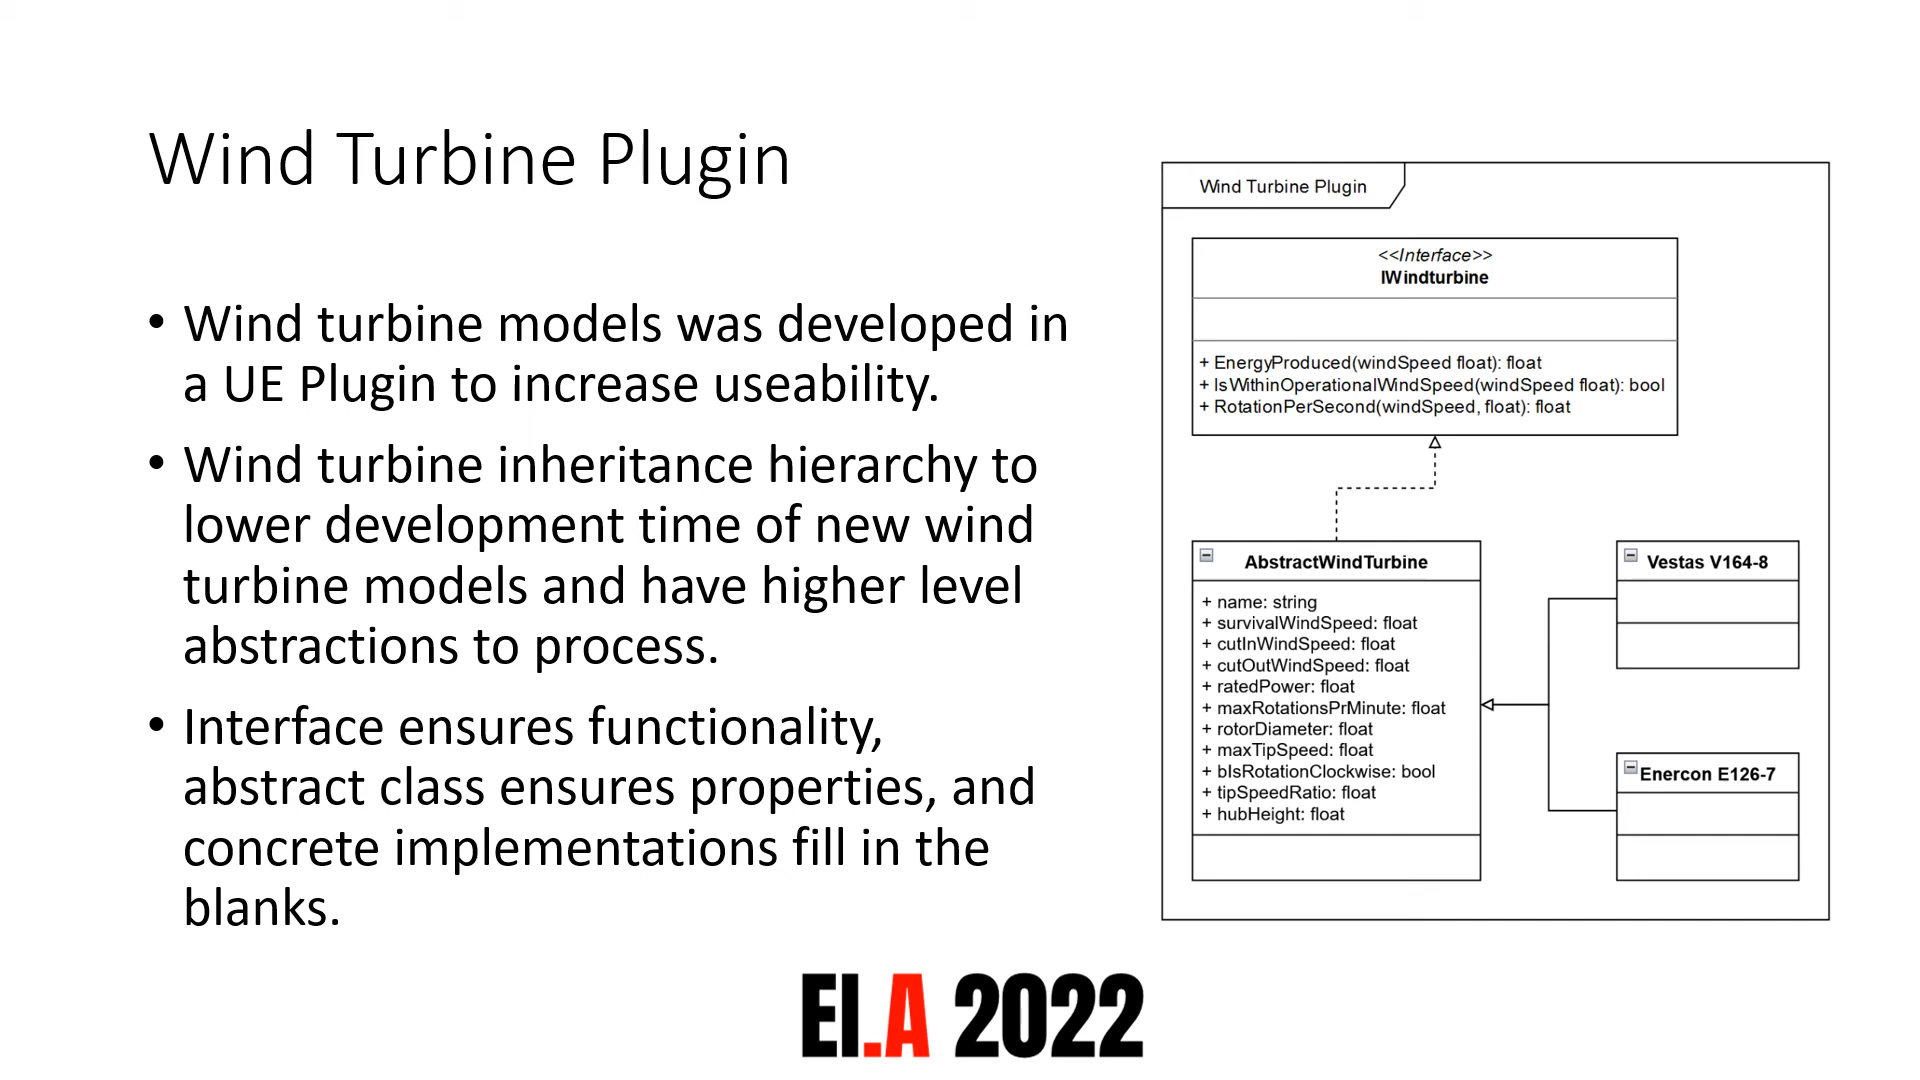 Wind Turbine Plugin
• Wind turbine models was developed in
a UE Plugin to increase useability.
• Wind turbine inheritance hierarchy to
lower development time of new wind
turbine models and have higher level
abstractions to process.
• Interface ensures functionality,
abstract class ensures properties, and
concrete implementations fill in the
blanks.
Wind Turbine Plugin
<<Interface>>
IWindturbine
+ EnergyProduced(windSpeed float): float
+ IsWithinOperationalWindSpeed(windSpeed float): bool
+ RotationPerSecond(windSpeed, float): float
AbstractWindTurbine
+ name: string
+ survivalWindSpeed: float
+ cutInWindSpeed: float
+ cutOutWindSpeed: float
+ ratedPower: float
+ maxRotationsPrMinute: float
+ rotorDiameter: float
+ maxTipSpeed: float
+ bIsRotationClockwise: bool
+ tipSpeedRatio: float
+ hubHeight: float
Vestas V164-8
Enercon E126-7
EI.A 2022